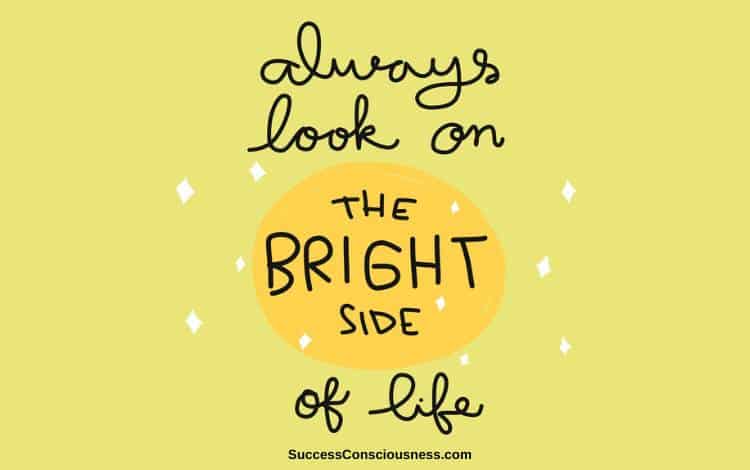 always
look on
THE
BRIGHT
SIDE
of life
SuccessConsciousness.com